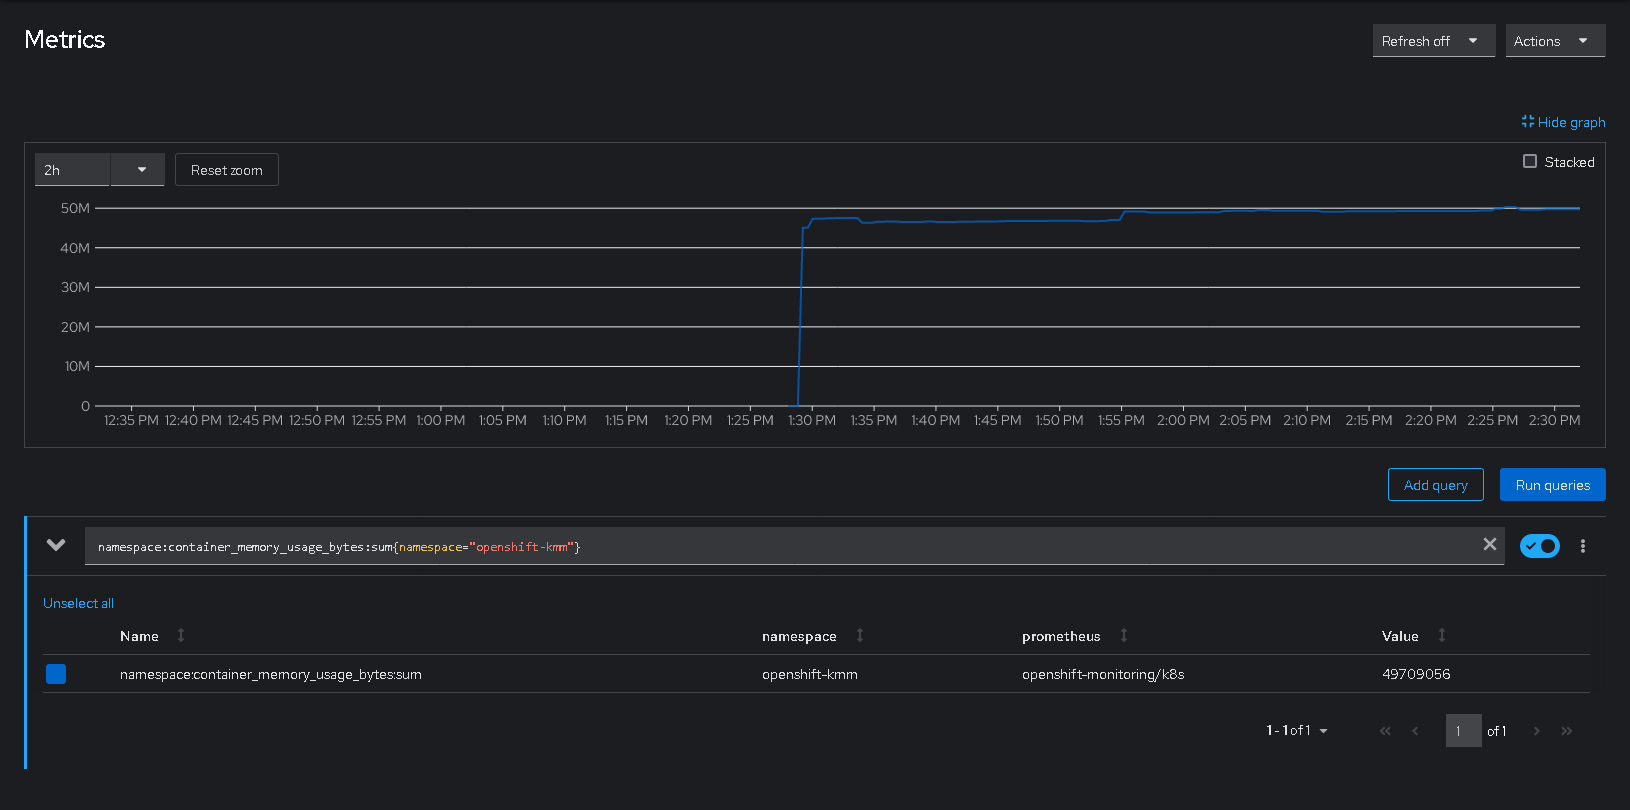 Metrics
Refresh off
Actions
Hide graph
2h
Reset zoom
Stacked
50M
40M
30M
20M
10M
0
12:35 PM 12:40 PM 12:45 PM 12:50 PM 12:55 PM 1:00 PM 1:05 PM 1:10 PM 1:15 PM 1:20 PM 1:25 PM 1:30 PM 1:35 PM 1:40 PM 1:45 PM 1:50 PM 1:55 PM 2:00 PM 2:05 PM 2:10 PM 2:15 PM 2:20 PM 2:25 PM 2:30 PM
Add query
Run queries
namespace:container_memory_usage_bytes:sum{namespace="openshift-kmm"}
Unselect all
Name namespace prometheus Value
namespace:container_memory_usage_bytes:sum openshift-kmm openshift-monitoring/k8s 49709056
1 - 1 of 1
1 of 1